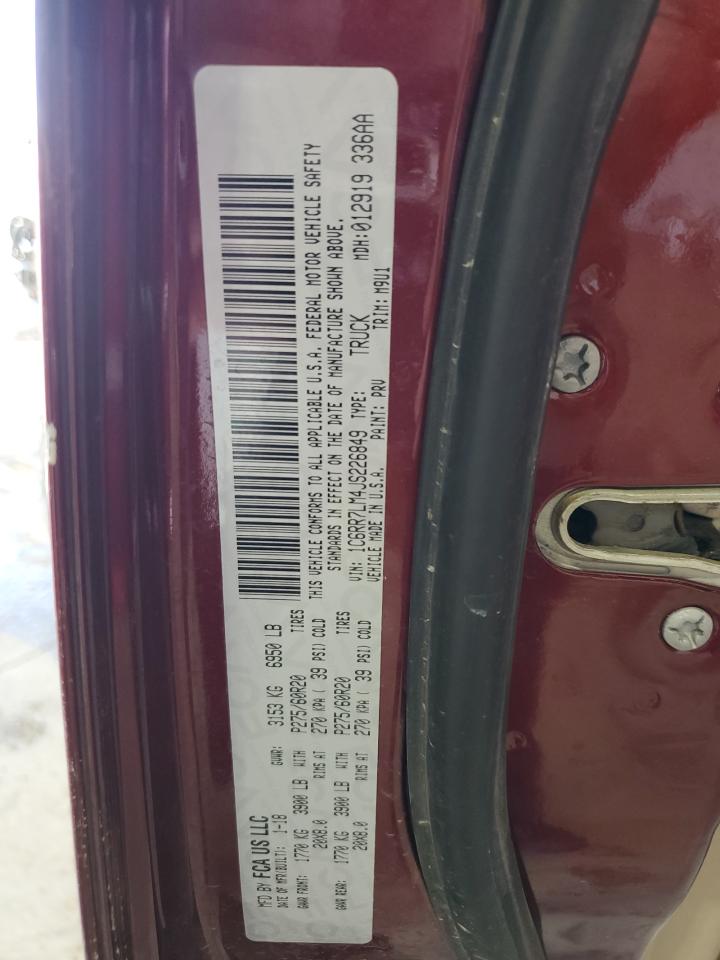 MFD BY FCA US LLC
DATE OF MFR(BUILT): 1-18 GVWR: 3153 KG 6950 LB
GAWR FRONT: 1770 KG 3900 LB WITH P275/60R20 TIRES
20X8.0 RIMS AT 270 KPA ( 39 PSI) COLD
GAWR REAR: 1770 KG 3900 LB WITH P275/60R20 TIRES
20X8.0 RIMS AT 270 KPA ( 39 PSI) COLD
THIS VEHICLE CONFORMS TO ALL APPLICABLE U.S.A. FEDERAL MOTOR VEHICLE SAFETY
STANDARDS IN EFFECT ON THE DATE OF MANUFACTURE SHOWN ABOVE.
VIN: 1C6RR7LM4JS226849 TYPE: TRUCK MDH:012919 336AA
VEHICLE MADE IN U.S.A. PAINT: PRV TRIM: M9U1